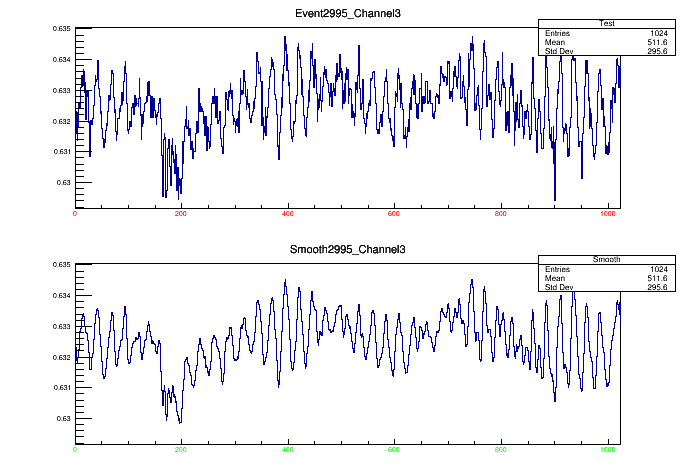 Event2995_Channel3
Test
Entries 1024
Mean 511.6
Std Dev 295.6
0.635
0.634
0.633
0.632
0.631
0.63
0 200 400 600 800 1000
Smooth2995_Channel3
Smooth
Entries 1024
Mean 511.6
Std Dev 295.6
0.635
0.634
0.633
0.632
0.631
0.63
0 200 400 600 800 1000